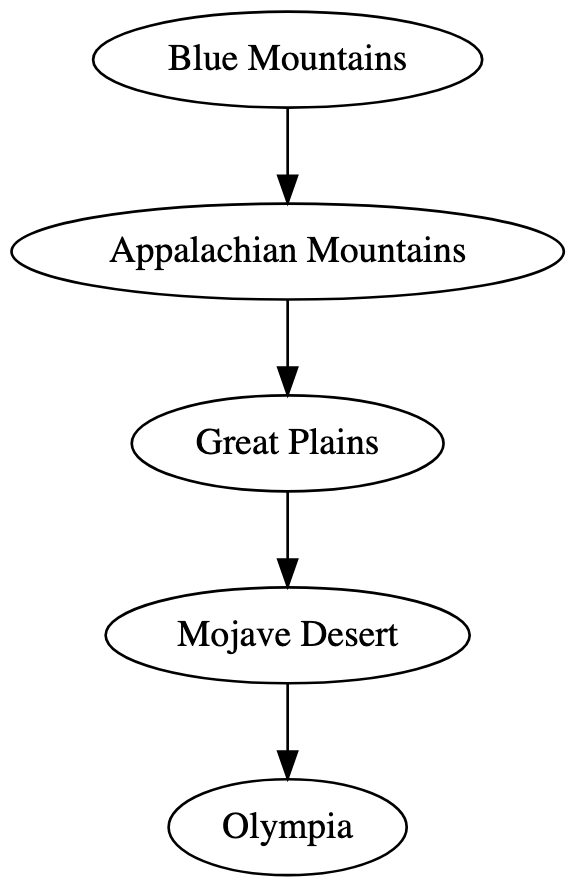 Blue Mountains
Appalachian Mountains
Great Plains
Mojave Desert
Olympia